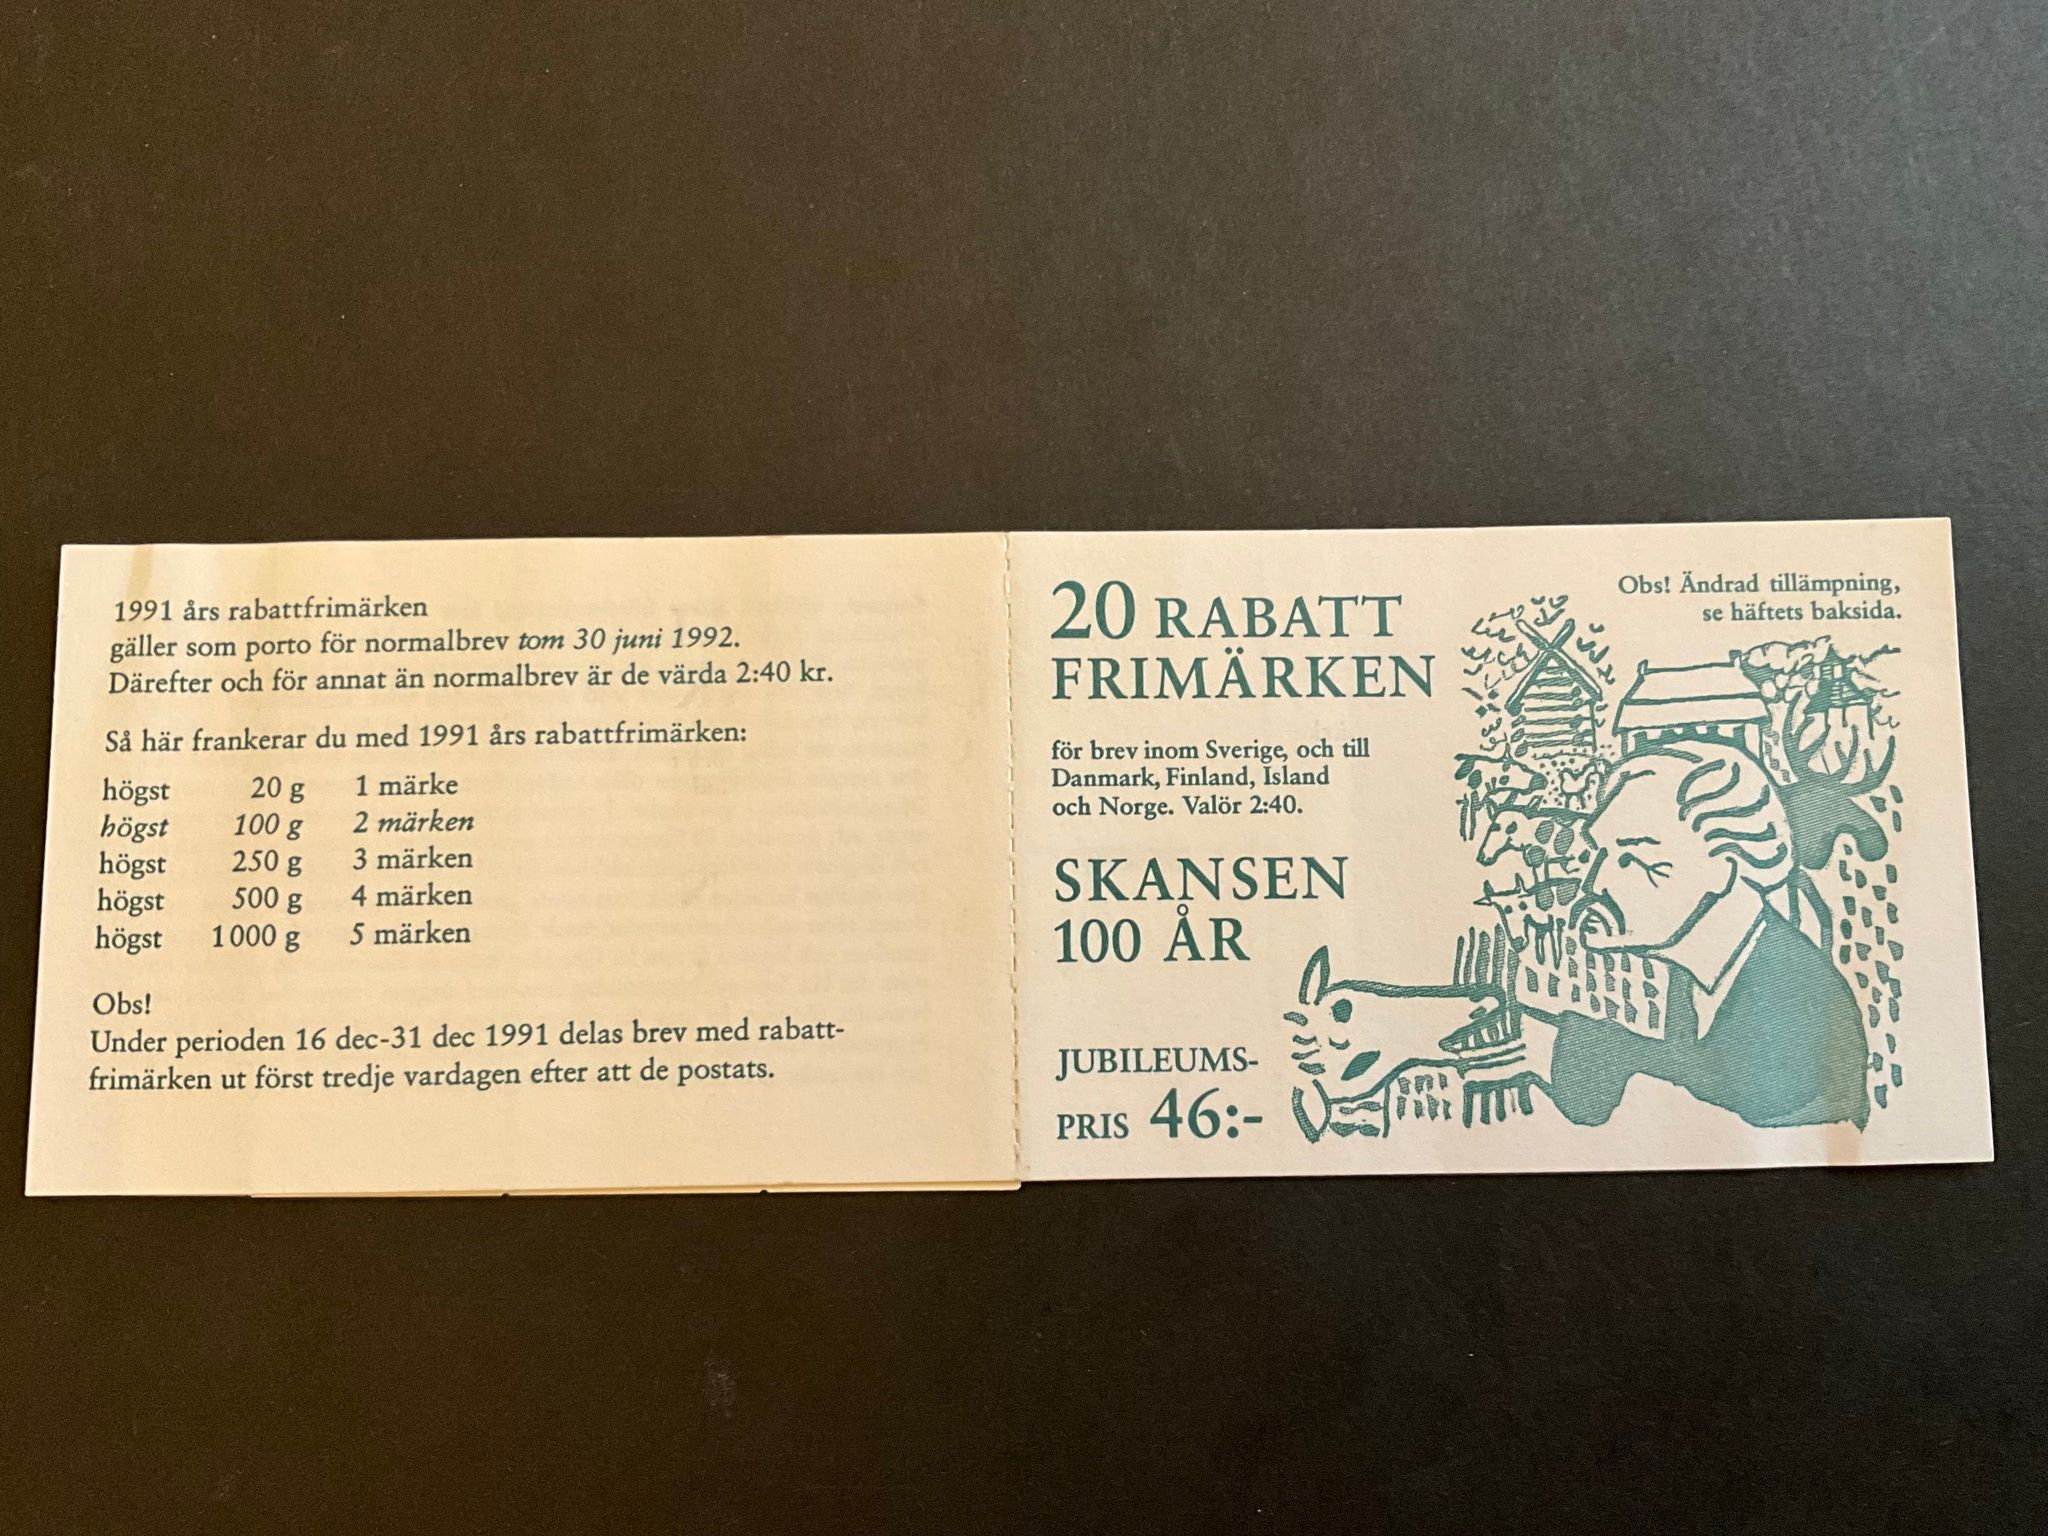 1991 års rabattfrimärken
gäller som porto för normalbrev tom 30 juni 1992.
Därefter och för annat än normalbrev är de värda 2:40 kr.
Så här frankerar du med 1991 års rabattfrimärken:
högst 20 g 1 märke
högst 100 g 2 märken
högst 250 g 3 märken
högst 500 g 4 märken
högst 1000 g 5 märken
Obs!
Under perioden 16 dec-31 dec 1991 delas brev med rabatt-
frimärken ut först tredje vardagen efter att de postats.
20 RABATT
FRIMÄRKEN
Obs! Ändrad tillämpning,
se häftets baksida.
för brev inom Sverige, och till
Danmark, Finland, Island
och Norge. Valör 2:40.
SKANSEN
100 ÅR
JUBILEUMS-
PRIS 46:-